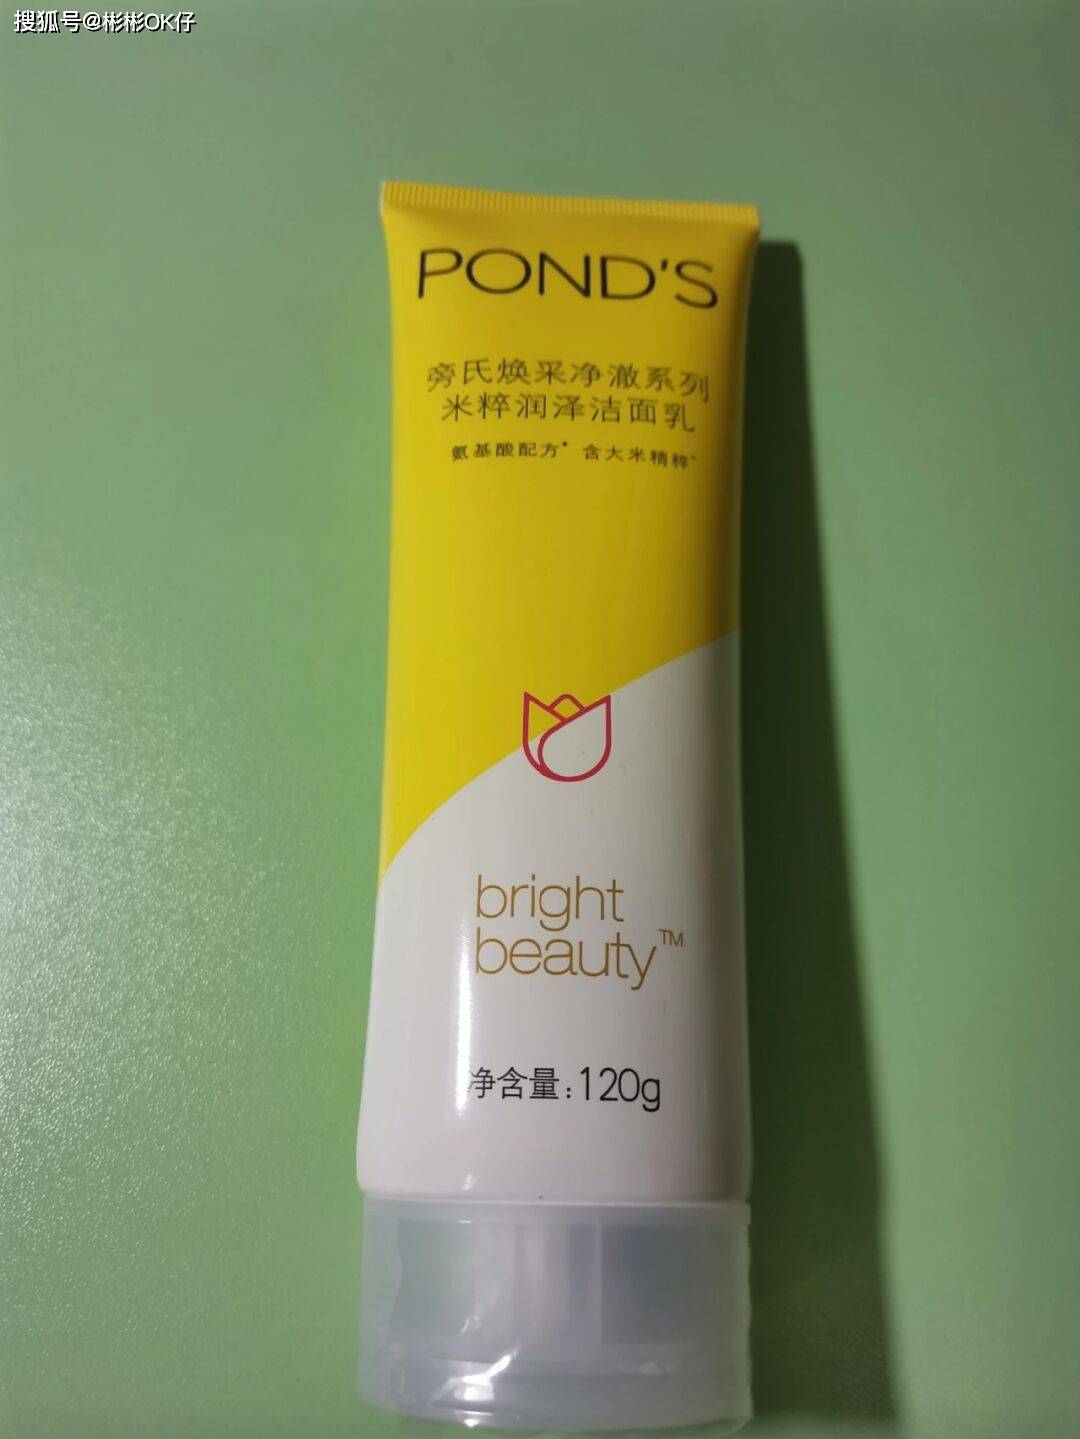 搜狐号@彬彬OK仔
POND'S
旁氏焕采净澈系列
米粹润泽洁面乳
氨基酸配方* 含大米精粹^
bright
beauty™
净含量:120g